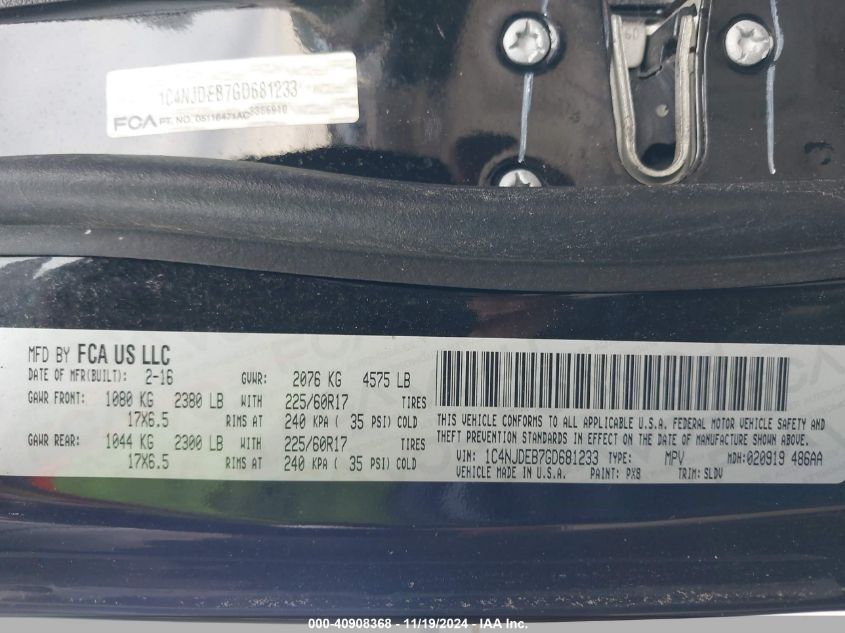 1C4NJDEB7GD681233
FCA PT. NO. 05116471AC
MFD BY FCA US LLC
DATE OF MFR(BUILT): 2-16 GVWR: 2076 KG 4575 LB
GAWR FRONT: 1080 KG 2380 LB WITH 225/60R17 TIRES
17X6.5 RIMS AT 240 KPA ( 35 PSI) COLD
GAWR REAR: 1044 KG 2300 LB WITH 225/60R17 TIRES
17X6.5 RIMS AT 240 KPA ( 35 PSI) COLD
THIS VEHICLE CONFORMS TO ALL APPLICABLE U.S.A. FEDERAL MOTOR VEHICLE SAFETY AND
THEFT PREVENTION STANDARDS IN EFFECT ON THE DATE OF MANUFACTURE SHOWN ABOVE.
VIN: 1C4NJDEB7GD681233 TYPE: MPV MDH:020919 486AA
VEHICLE MADE IN U.S.A. PAINT: PX8 TRIM: SLDV
000-40908368 - 11/19/2024 - IAA Inc.